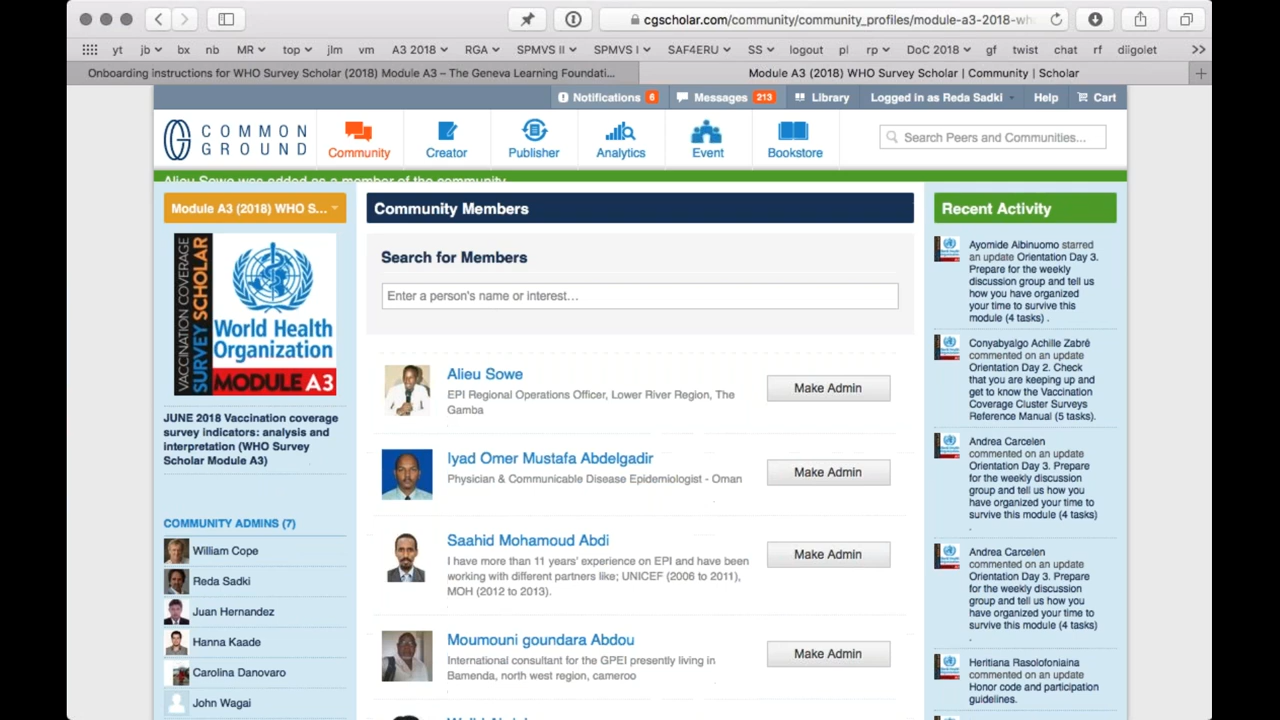 cgscholar.com/community/community_profiles/module-a3-2018-wh
yt jb bx nb MR top jlm vm A3 2018 RGA SPMVS II SPMVS I SAF4ERU SS logout pl rp DoC 2018 gf twist chat rf diigolet >>
Onboarding instructions for WHO Survey Scholar (2018) Module A3 – The Geneva Learning Foundati...
Module A3 (2018) WHO Survey Scholar | Community | Scholar
Notifications 6 Messages 213 Library Logged in as Reda Sadki Help Cart
COMMON
GROUND
Community Creator Publisher Analytics Event Bookstore
Search Peers and Communities...
Alieu Sowe was added as a member of the community
Module A3 (2018) WHO S...
VACCINATION COVERAGE
SURVEY SCHOLAR
World Health
Organization
MODULE A3
JUNE 2018 Vaccination coverage
survey indicators: analysis and
interpretation (WHO Survey
Scholar Module A3)
COMMUNITY ADMINS (7)
William Cope
Reda Sadki
Juan Hernandez
Hanna Kaade
Carolina Danovaro
John Wagai
Community Members
Search for Members
Enter a person's name or interest...
Alieu Sowe
EPI Regional Operations Officer, Lower River Region, The
Gamba
Make Admin
Iyad Omer Mustafa Abdelgadir
Physician & Communicable Disease Epidemiologist - Oman
Make Admin
Saahid Mohamoud Abdi
I have more than 11 years' experience on EPI and have been
working with different partners like; UNICEF (2006 to 2011),
MOH (2012 to 2013).
Make Admin
Moumouni goundara Abdou
International consultant for the GPEI presently living in
Bamenda, north west region, cameroo
Make Admin
Recent Activity
Ayomide Aibinuomo starred
an update Orientation Day 3.
Prepare for the weekly
discussion group and tell us
how you have organized
your time to survive this
module (4 tasks) .
Conyabyalgo Achille Zabré
commented on an update
Orientation Day 2. Check
that you are keeping up and
get to know the Vaccination
Coverage Cluster Surveys
Reference Manual (5 tasks).
Andrea Carcelen
commented on an update
Orientation Day 3. Prepare
for the weekly discussion
group and tell us how you
have organized your time to
survive this module (4 tasks)
.
Andrea Carcelen
commented on an update
Orientation Day 3. Prepare
for the weekly discussion
group and tell us how you
have organized your time to
survive this module (4 tasks)
.
Heritiana Rasolofoniaina
commented on an update
Honor code and participation
guidelines.